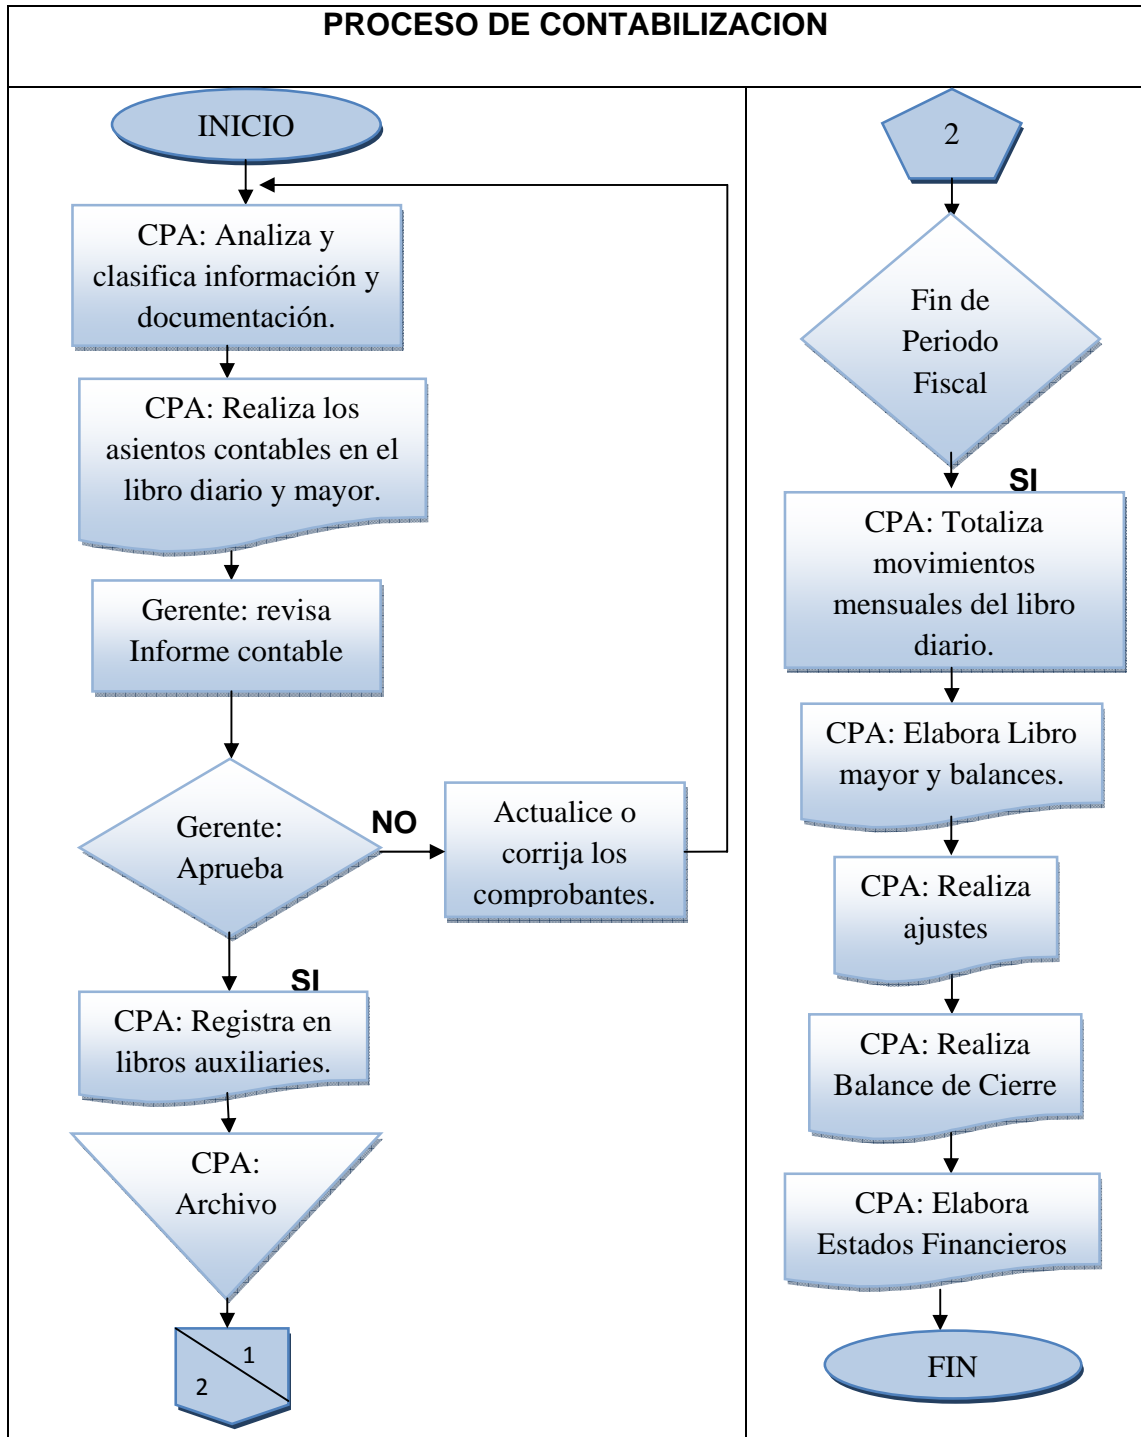 PROCESO DE CONTABILIZACION
INICIO
CPA: Analiza y
clasifica información y
documentación.
CPA: Realiza los
asientos contables en el
libro diario y mayor.
Gerente: revisa
Informe contable
Gerente:
Aprueba
NO
Actualice o
corrija los
comprobantes.
SI
CPA: Registra en
libros auxiliaries.
CPA:
Archivo
1
2
2
Fin de
Periodo
Fiscal
SI
CPA: Totaliza
movimientos
mensuales del libro
diario.
CPA: Elabora Libro
mayor y balances.
CPA: Realiza
ajustes
CPA: Realiza
Balance de Cierre
CPA: Elabora
Estados Financieros
FIN